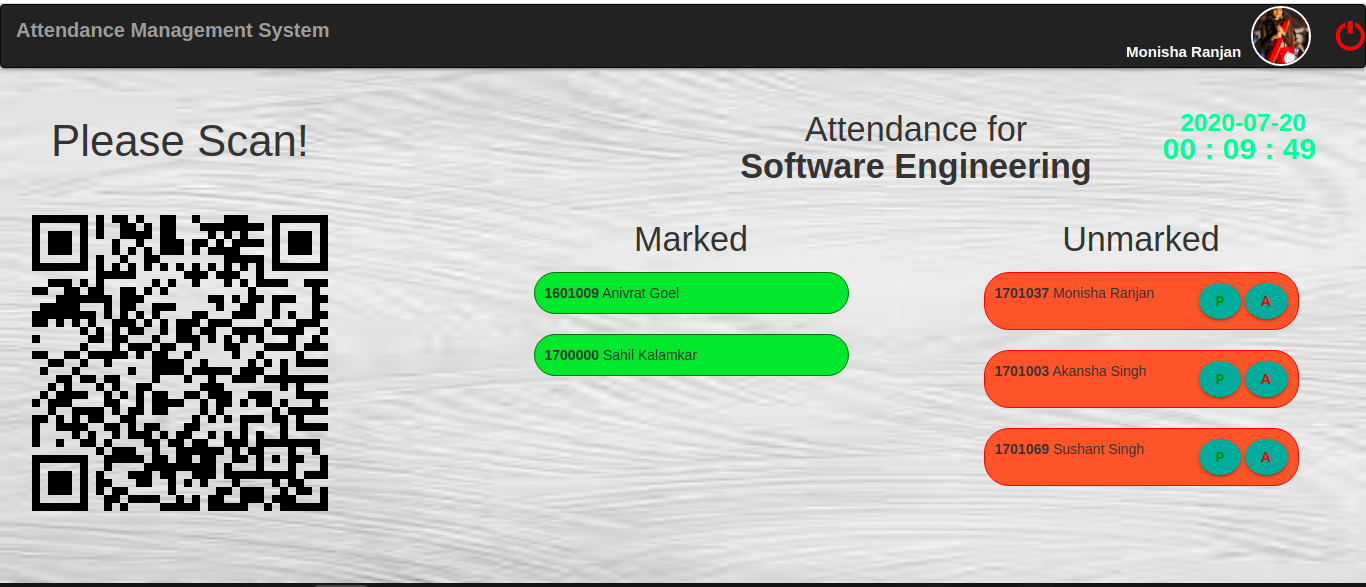 Attendance Management System
Monisha Ranjan
Please Scan!
Attendance for
Software Engineering
2020-07-20
00 : 09 : 49
Marked
1601009 Anivrat Goel
1700000 Sahil Kalamkar
Unmarked
1701037 Monisha Ranjan P A
1701003 Akansha Singh P A
1701069 Sushant Singh P A